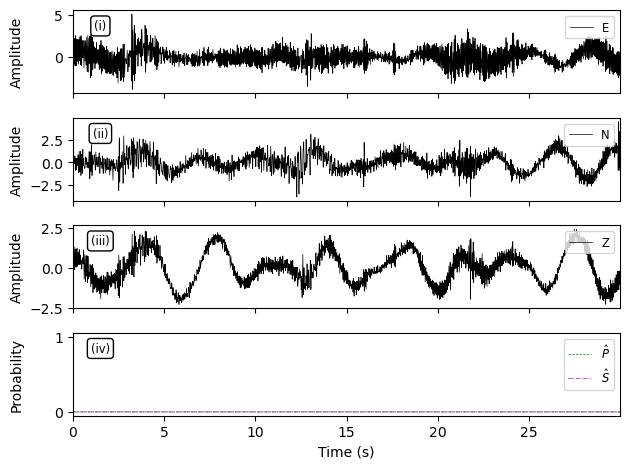 5
0
Amplitude
(i)
E
2.5
0.0
−2.5
Amplitude
(ii)
N
2.5
0.0
−2.5
Amplitude
(iii)
Z
1
0
Probability
(iv)
P̂
Ŝ
0 5 10 15 20 25
Time (s)